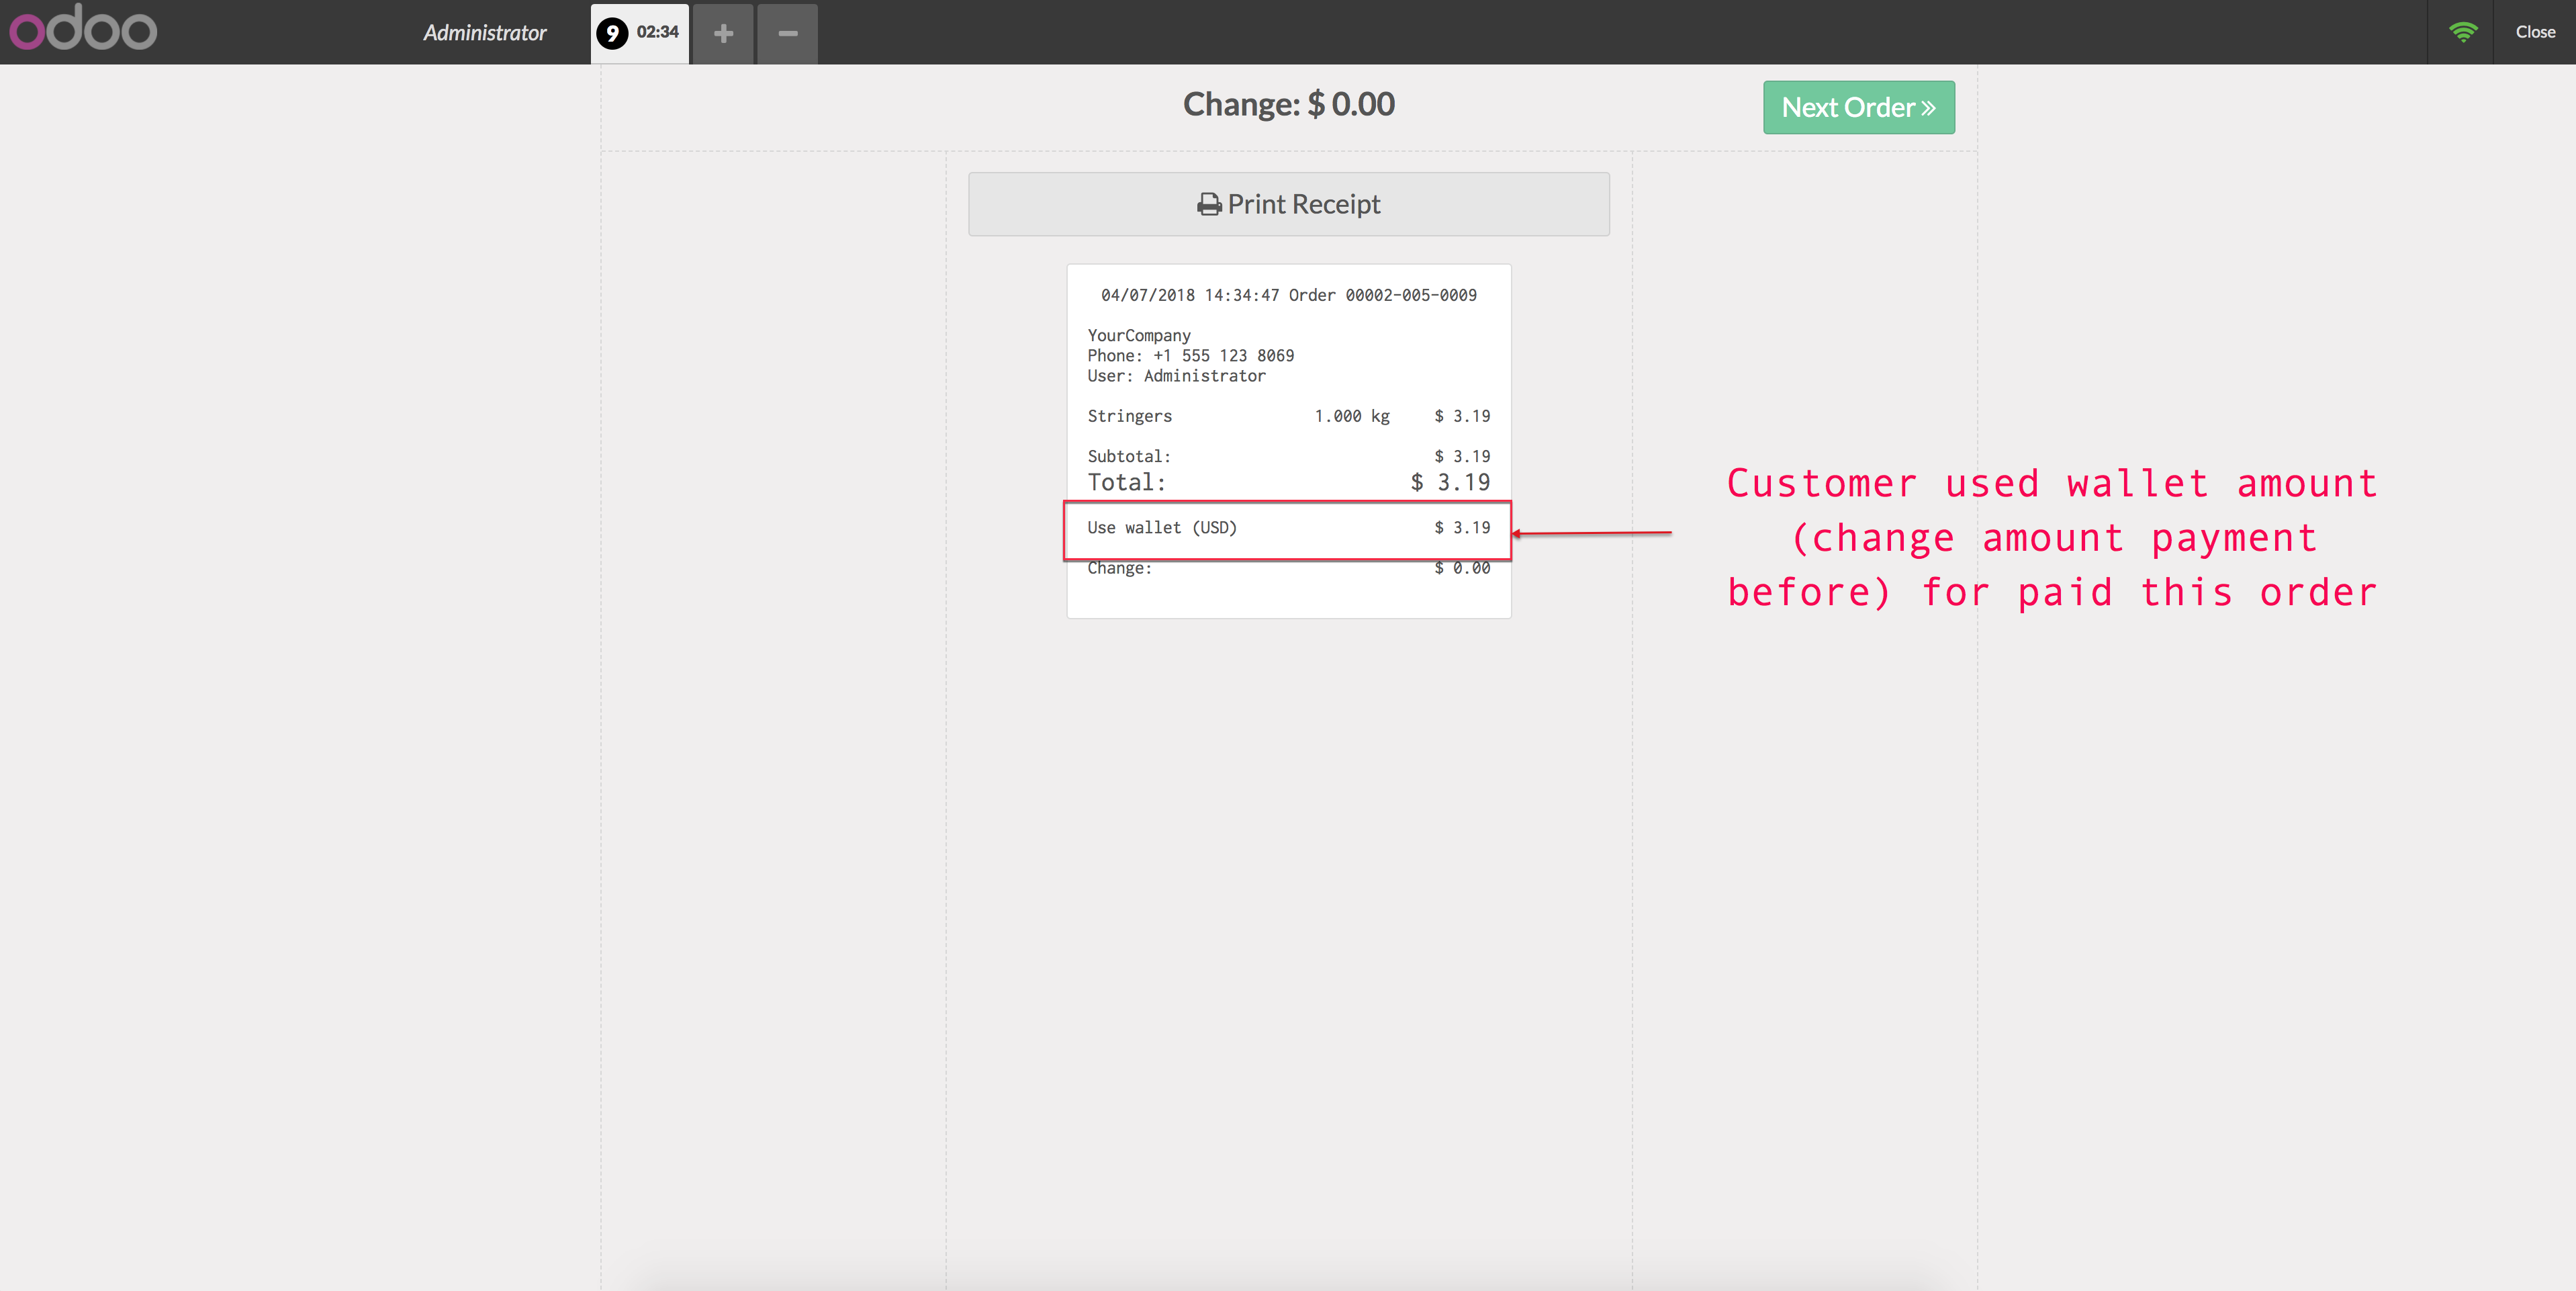 odoo
Administrator
9 02:34
Close
Change: $ 0.00
Next Order »
Print Receipt
04/07/2018 14:34:47 Order 00002-005-0009
YourCompany
Phone: +1 555 123 8069
User: Administrator
Stringers 1.000 kg $ 3.19
Subtotal: $ 3.19
Total: $ 3.19
Use wallet (USD) $ 3.19
Change: $ 0.00
Customer used wallet amount
(change amount payment
before) for paid this order